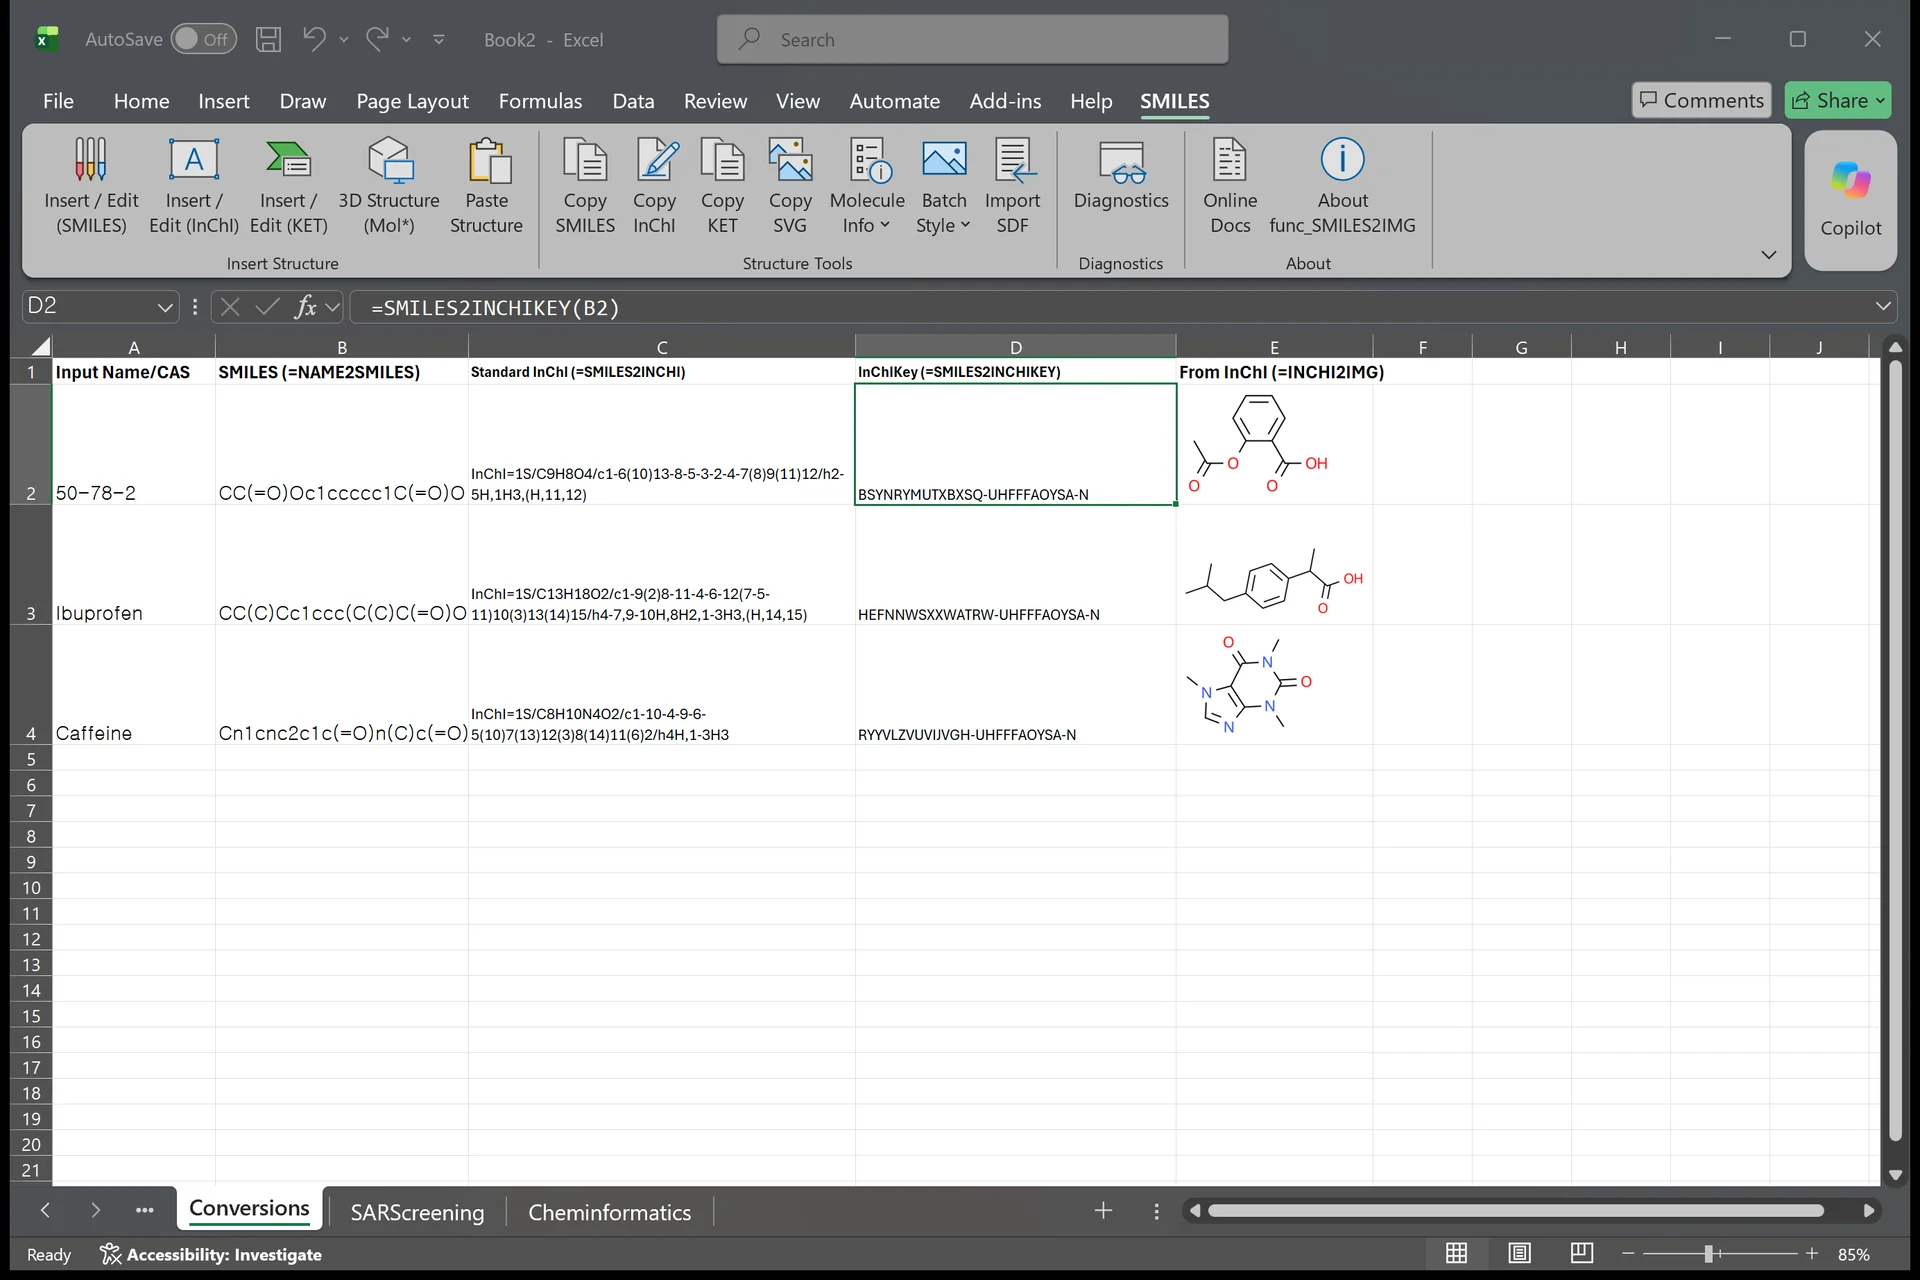 AutoSave Off Book2 - Excel Search
File Home Insert Draw Page Layout Formulas Data Review View Automate Add-ins Help SMILES Comments Share
Insert / Edit (SMILES)
Insert / Edit (InChI)
Insert / Edit (KET)
3D Structure (Mol*)
Paste Structure
Insert Structure
Copy SMILES
Copy InChI
Copy KET
Copy SVG
Molecule Info
Batch Style
Import SDF
Structure Tools
Diagnostics
Diagnostics
Online Docs
About func_SMILES2IMG
About
Copilot
D2 fx =SMILES2INCHIKEY(B2)
A B C D E F G H I J
1 Input Name/CAS SMILES (=NAME2SMILES) Standard InChI (=SMILES2INCHI) InChIKey (=SMILES2INCHIKEY) From InChI (=INCHI2IMG)
O O O OH
InChI=1S/C9H8O4/c1-6(10)13-8-5-3-2-4-7(8)9(11)12/h2-
2 50-78-2 CC(=O)Oc1ccccc1C(=O)O 5H,1H3,(H,11,12) BSYNRYMUTXBXSQ-UHFFFAOYSA-N
OH O
InChI=1S/C13H18O2/c1-9(2)8-11-4-6-12(7-5-
3 Ibuprofen CC(C)Cc1ccc(C(C)C(=O)O 11)10(3)13(14)15/h4-7,9-10H,8H2,1-3H3,(H,14,15) HEFNNWSXXWATRW-UHFFFAOYSA-N
O N O N N N
InChI=1S/C8H10N4O2/c1-10-4-9-6-
4 Caffeine Cn1cnc2c1c(=O)n(C)c(=O) 5(10)7(13)12(3)8(14)11(6)2/h4H,1-3H3 RYYVLZVUVIJVGH-UHFFFAOYSA-N
5
6
7
8
9
10
11
12
13
14
15
16
17
18
19
20
21
Conversions SARScreening Cheminformatics
Ready Accessibility: Investigate 85%